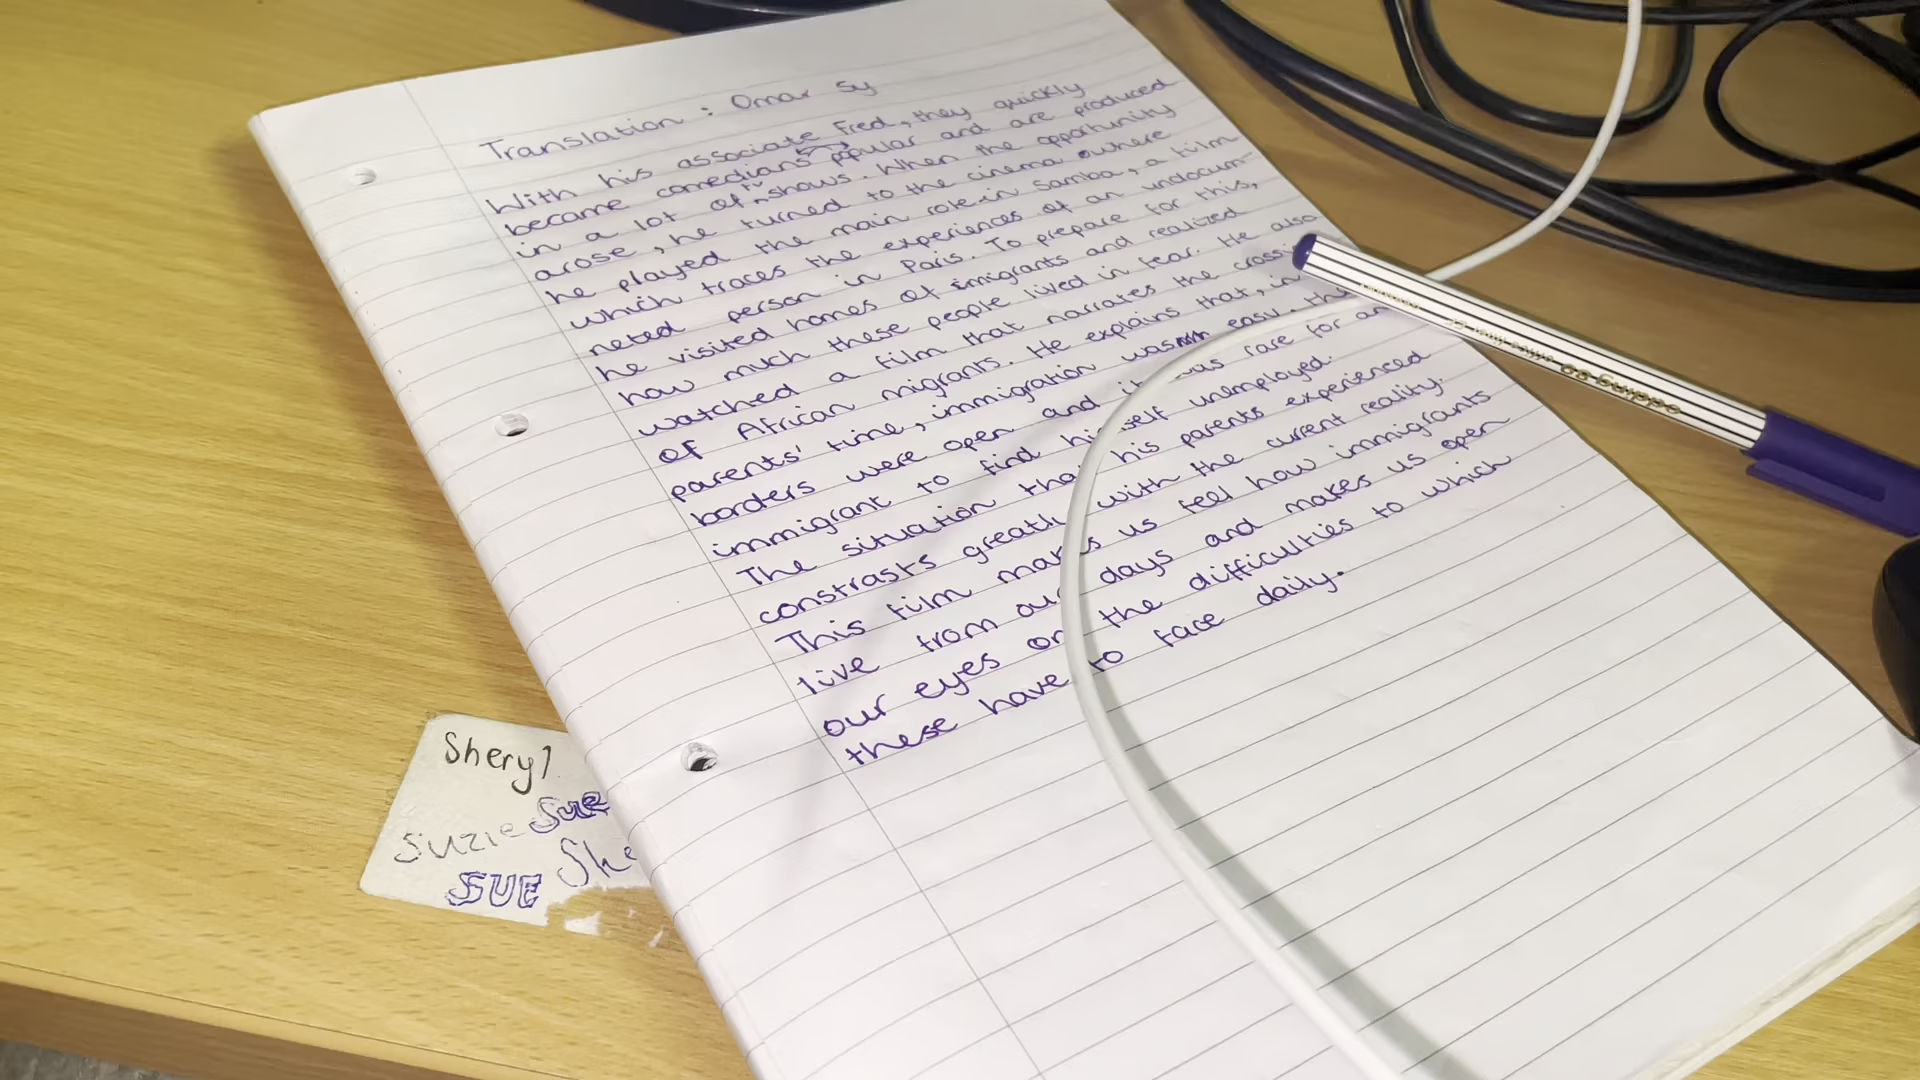 Translation : Omar Sy
With his associate Fred, they quickly
became comedians popular and are produced
in a lot of TV shows. When the opportunity
arose, he turned to the cinema where
he played the main role in Samba, a film
which traces the experiences of an undocum-
neted person in Paris. To prepare for this,
he visited homes of immigrants and realized
how much these people lived in fear. He also
watched a film that narrates the
of African migrants. He explains that, in
parents' time, immigration was easy,
borders were open and it was rare for an
immigrant to find himself unemployed.
The situation that his parents experienced
constrasts greatly with the current reality.
This film makes us feel how immigrants
live from our days and makes us open
our eyes on the difficulties to which
these have to face daily.
Sheryl
Suzie Sue
SUE She